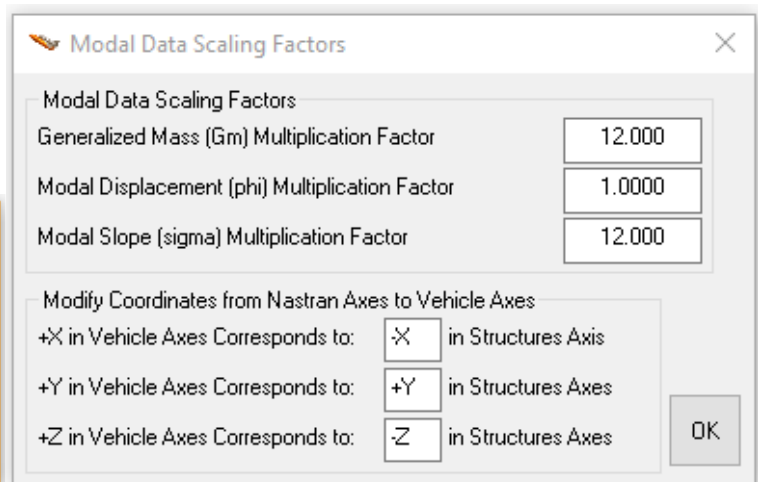 Modal Data Scaling Factors
Modal Data Scaling Factors
Generalized Mass (Gm) Multiplication Factor 12.000
Modal Displacement (phi) Multiplication Factor 1.0000
Modal Slope (sigma) Multiplication Factor 12.000
Modify Coordinates from Nastran Axes to Vehicle Axes
+X in Vehicle Axes Corresponds to: -X in Structures Axis
+Y in Vehicle Axes Corresponds to: +Y in Structures Axes
+Z in Vehicle Axes Corresponds to: -Z in Structures Axes
OK